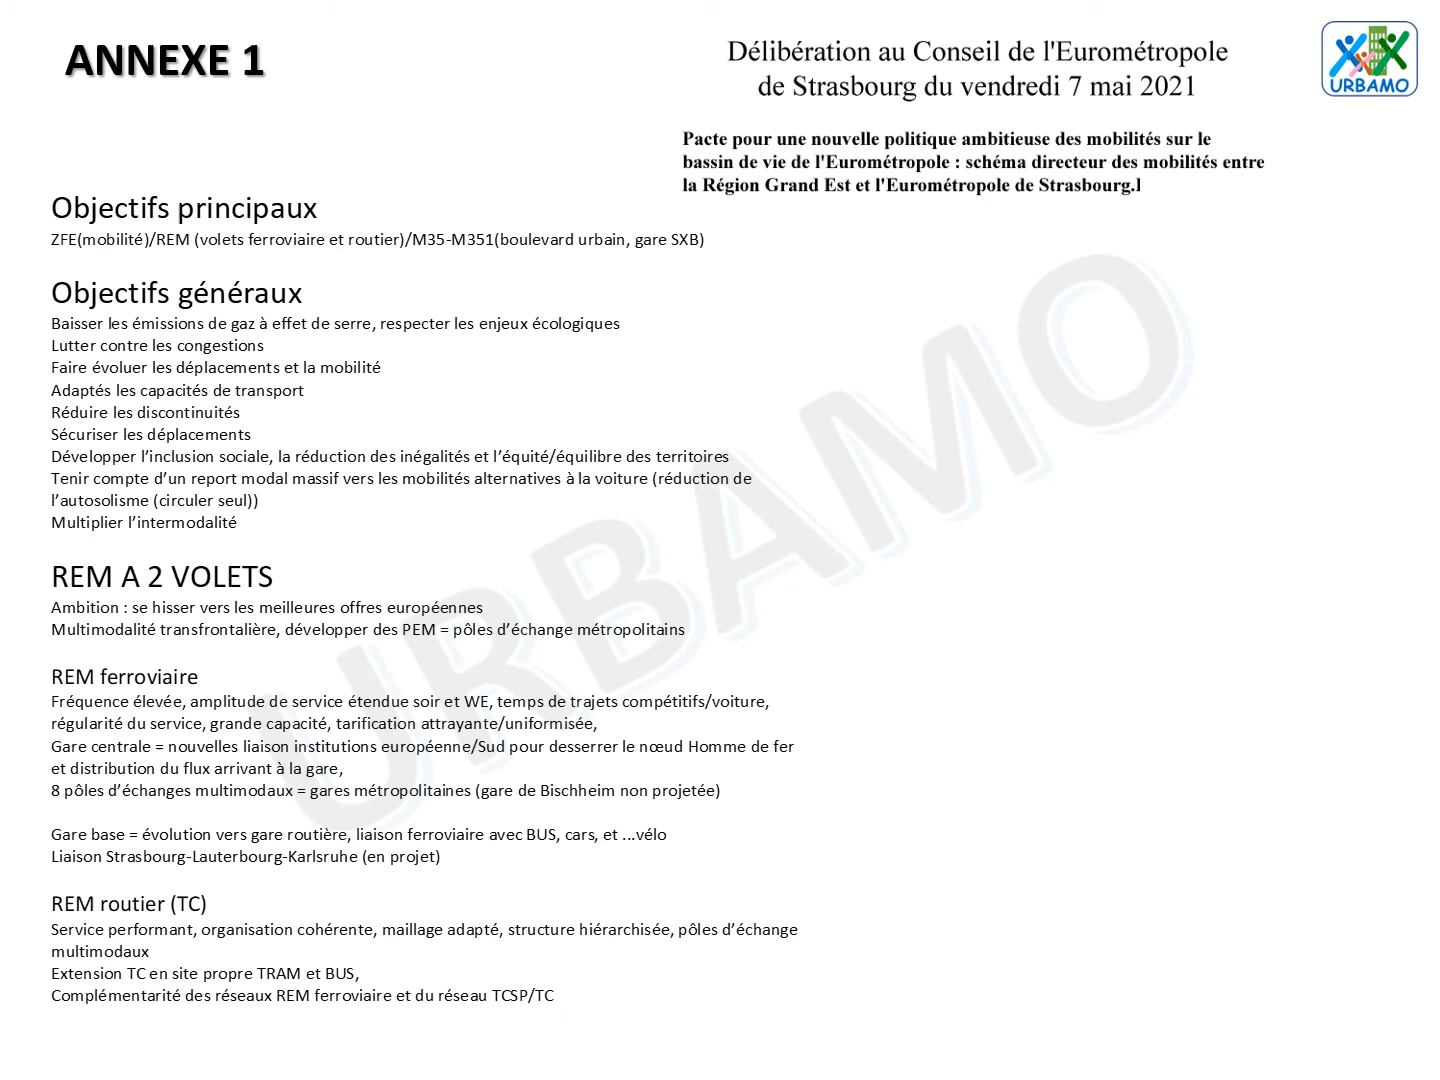 ANNEXE 1
Délibération au Conseil de l'Eurométropole
de Strasbourg du vendredi 7 mai 2021
URBAMO
Pacte pour une nouvelle politique ambitieuse des mobilités sur le
bassin de vie de l'Eurométropole : schéma directeur des mobilités entre
la Région Grand Est et l'Eurométropole de Strasbourg.
Objectifs principaux
ZFE(mobilité)/REM (volets ferroviaire et routier)/M35-M351(boulevard urbain, gare SXB)
Objectifs généraux
Baisser les émissions de gaz à effet de serre, respecter les enjeux écologiques
Lutter contre les congestions
Faire évoluer les déplacements et la mobilité
Adaptés les capacités de transport
Réduire les discontinuités
Sécuriser les déplacements
Développer l’inclusion sociale, la réduction des inégalités et l’équité/équilibre des territoires
Tenir compte d’un report modal massif vers les mobilités alternatives à la voiture (réduction de
l’autosolisme (circuler seul))
Multiplier l’intermodalité
REM A 2 VOLETS
Ambition : se hisser vers les meilleures offres européennes
Multimodalité transfrontalière, développer des PEM = pôles d’échange métropolitains
REM ferroviaire
Fréquence élevée, amplitude de service étendue soir et WE, temps de trajets compétitifs/voiture,
régularité du service, grande capacité, tarification attrayante/uniformisée,
Gare centrale = nouvelles liaison institutions européenne/Sud pour desserrer le nœud Homme de fer
et distribution du flux arrivant à la gare,
8 pôles d’échanges multimodaux = gares métropolitaines (gare de Bischheim non projetée)
Gare base = évolution vers gare routière, liaison ferroviaire avec BUS, cars, et ...vélo
Liaison Strasbourg-Lauterbourg-Karlsruhe (en projet)
REM routier (TC)
Service performant, organisation cohérente, maillage adapté, structure hiérarchisée, pôles d’échange
multimodaux
Extension TC en site propre TRAM et BUS,
Complémentarité des réseaux REM ferroviaire et du réseau TCSP/TC
URBAMO